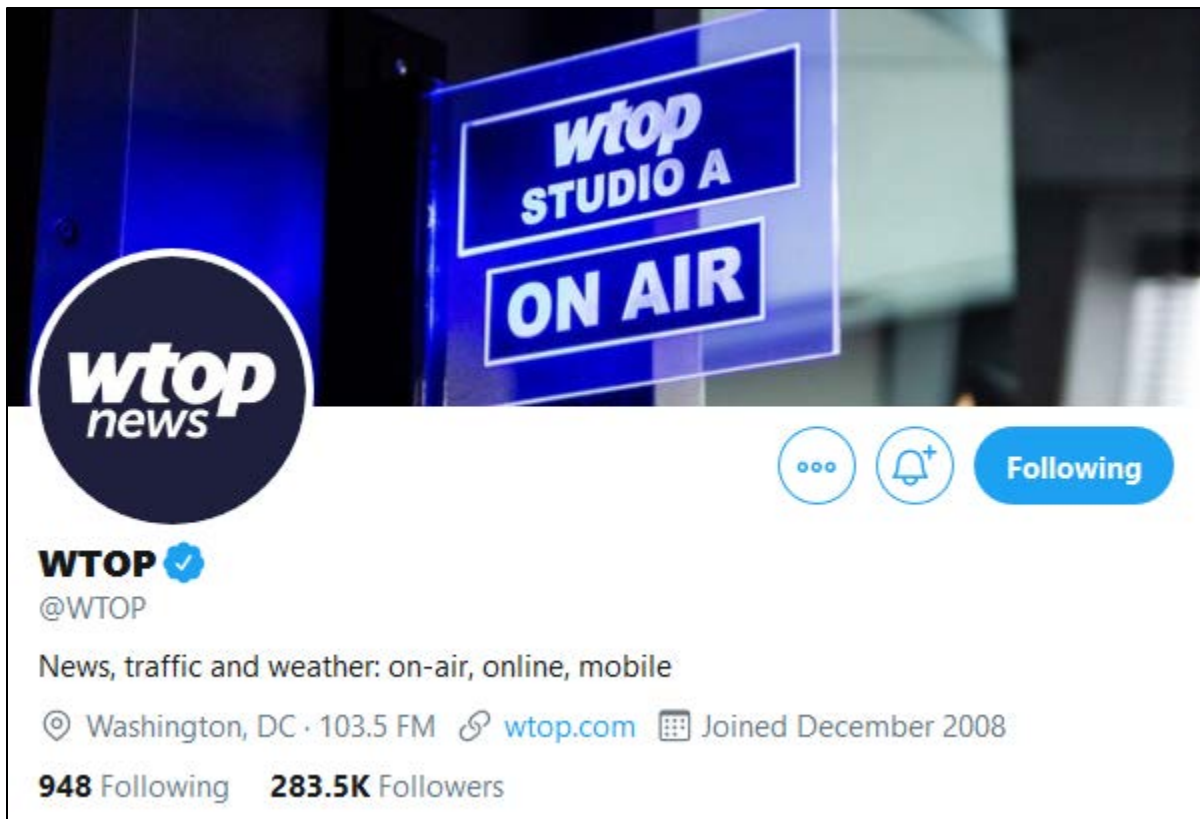 wtop
STUDIO A
ON AIR
wtop
news
Following
WTOP
@WTOP
News, traffic and weather: on-air, online, mobile
Washington, DC · 103.5 FM wtop.com Joined December 2008
948 Following 283.5K Followers